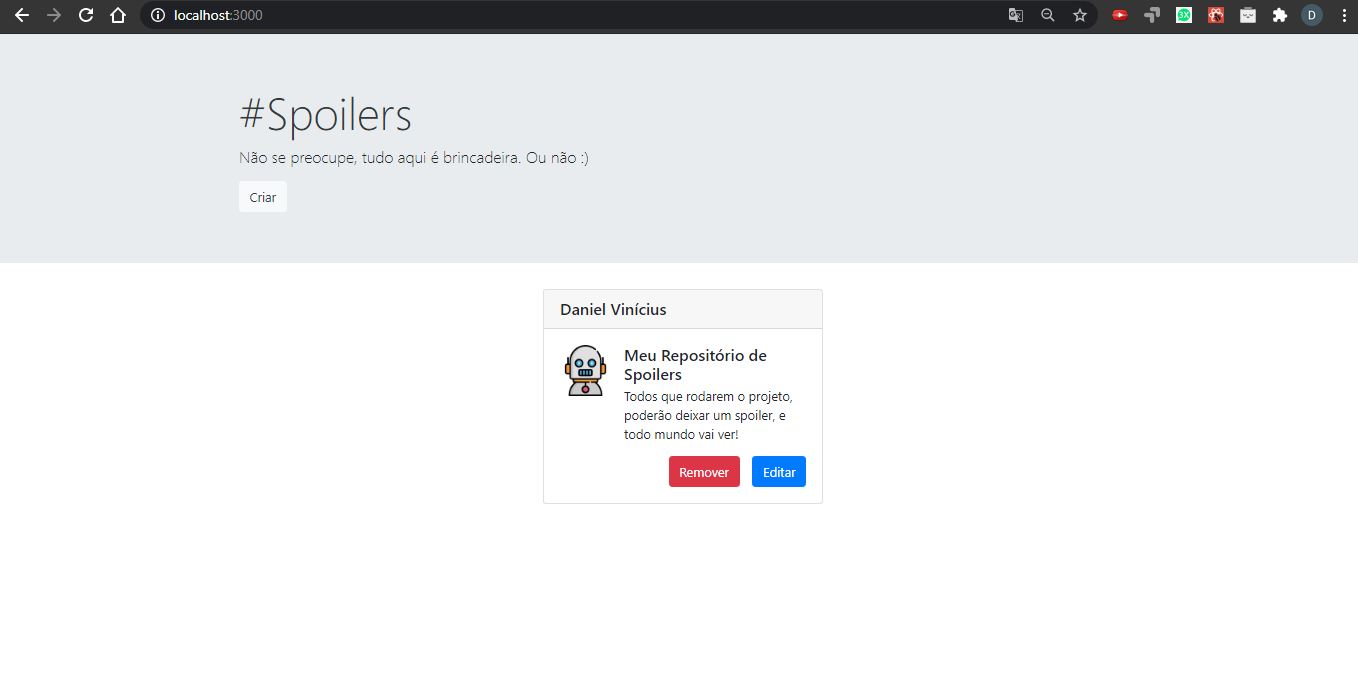 localhost:3000
D
#Spoilers
Não se preocupe, tudo aqui é brincadeira. Ou não :)
Criar
Daniel Vinícius
Meu Repositório de
Spoilers
Todos que rodarem o projeto,
poderão deixar um spoiler, e
todo mundo vai ver!
Remover Editar